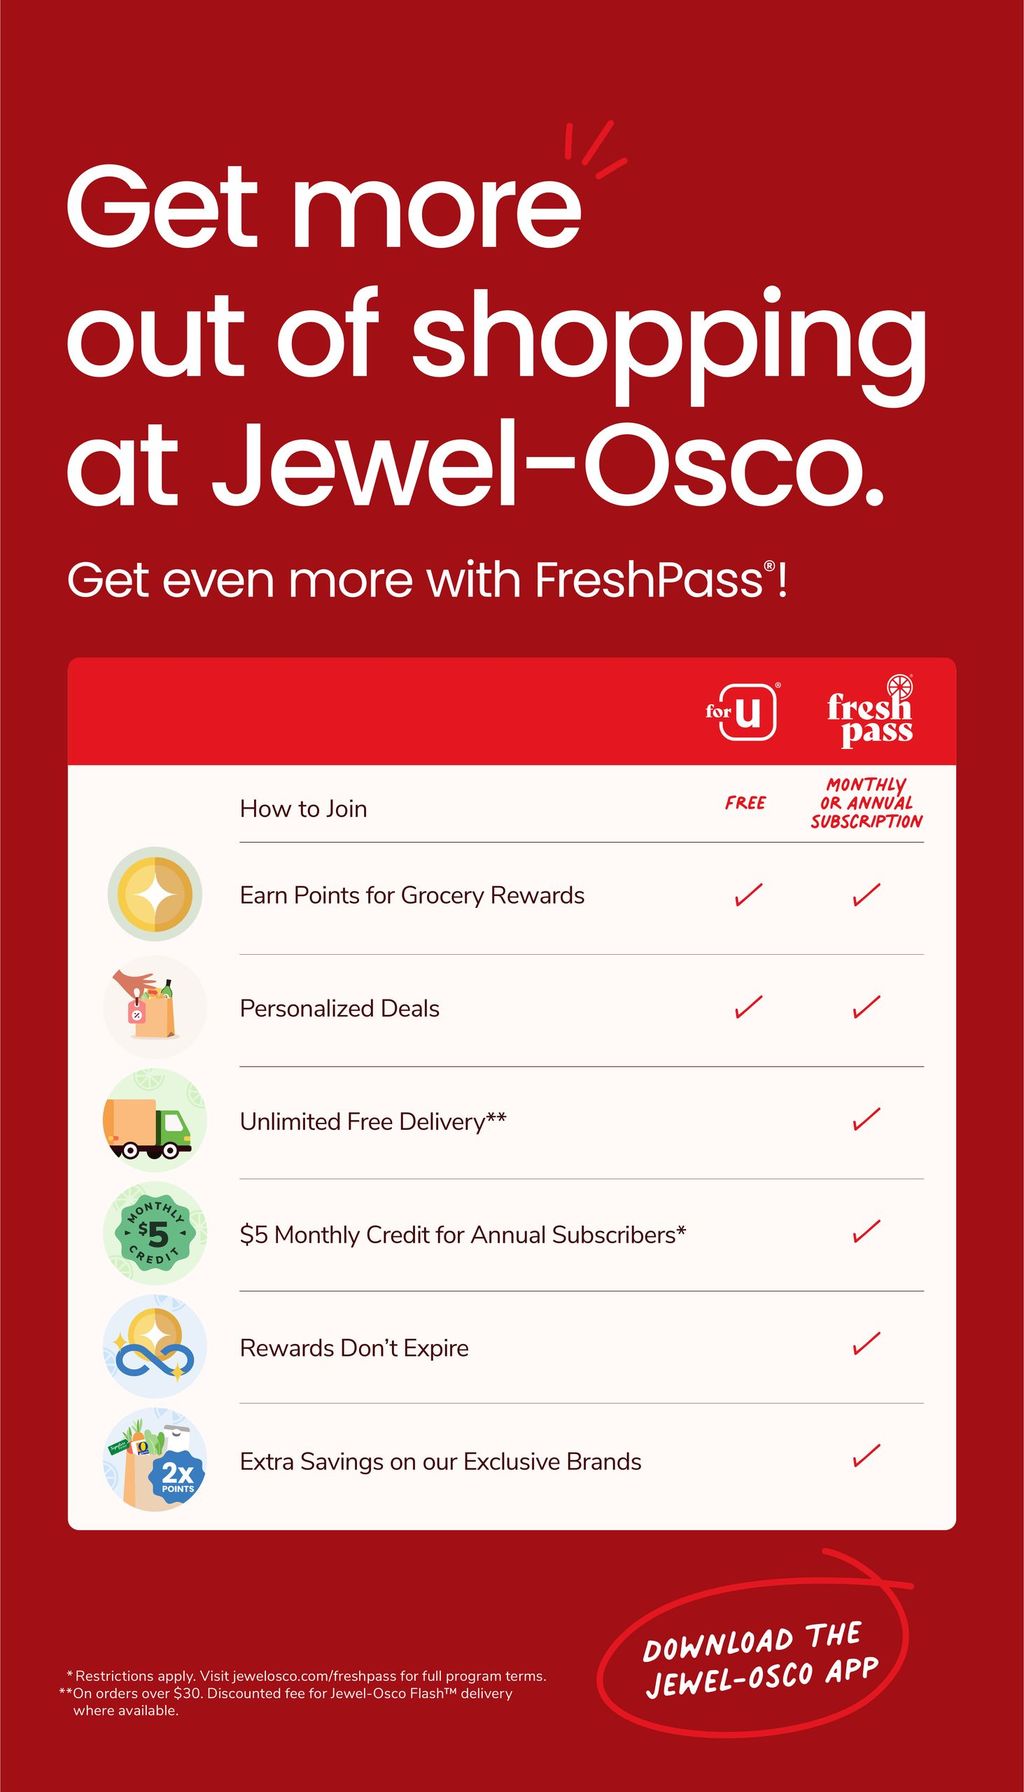 Get more
out of shopping
at Jewel-Osco.
Get even more with FreshPass®!
for U®
fresh
pass
How to Join
FREE
MONTHLY
OR ANNUAL
SUBSCRIPTION
Earn Points for Grocery Rewards
Personalized Deals
Unlimited Free Delivery**
MONTHLY
$5
CREDIT
$5 Monthly Credit for Annual Subscribers*
Rewards Don't Expire
2x
POINTS
Extra Savings on our Exclusive Brands
DOWNLOAD THE
JEWEL-OSCO APP
* Restrictions apply. Visit jewelosco.com/freshpass for full program terms.
**On orders over $30. Discounted fee for Jewel-Osco Flash™ delivery
where available.